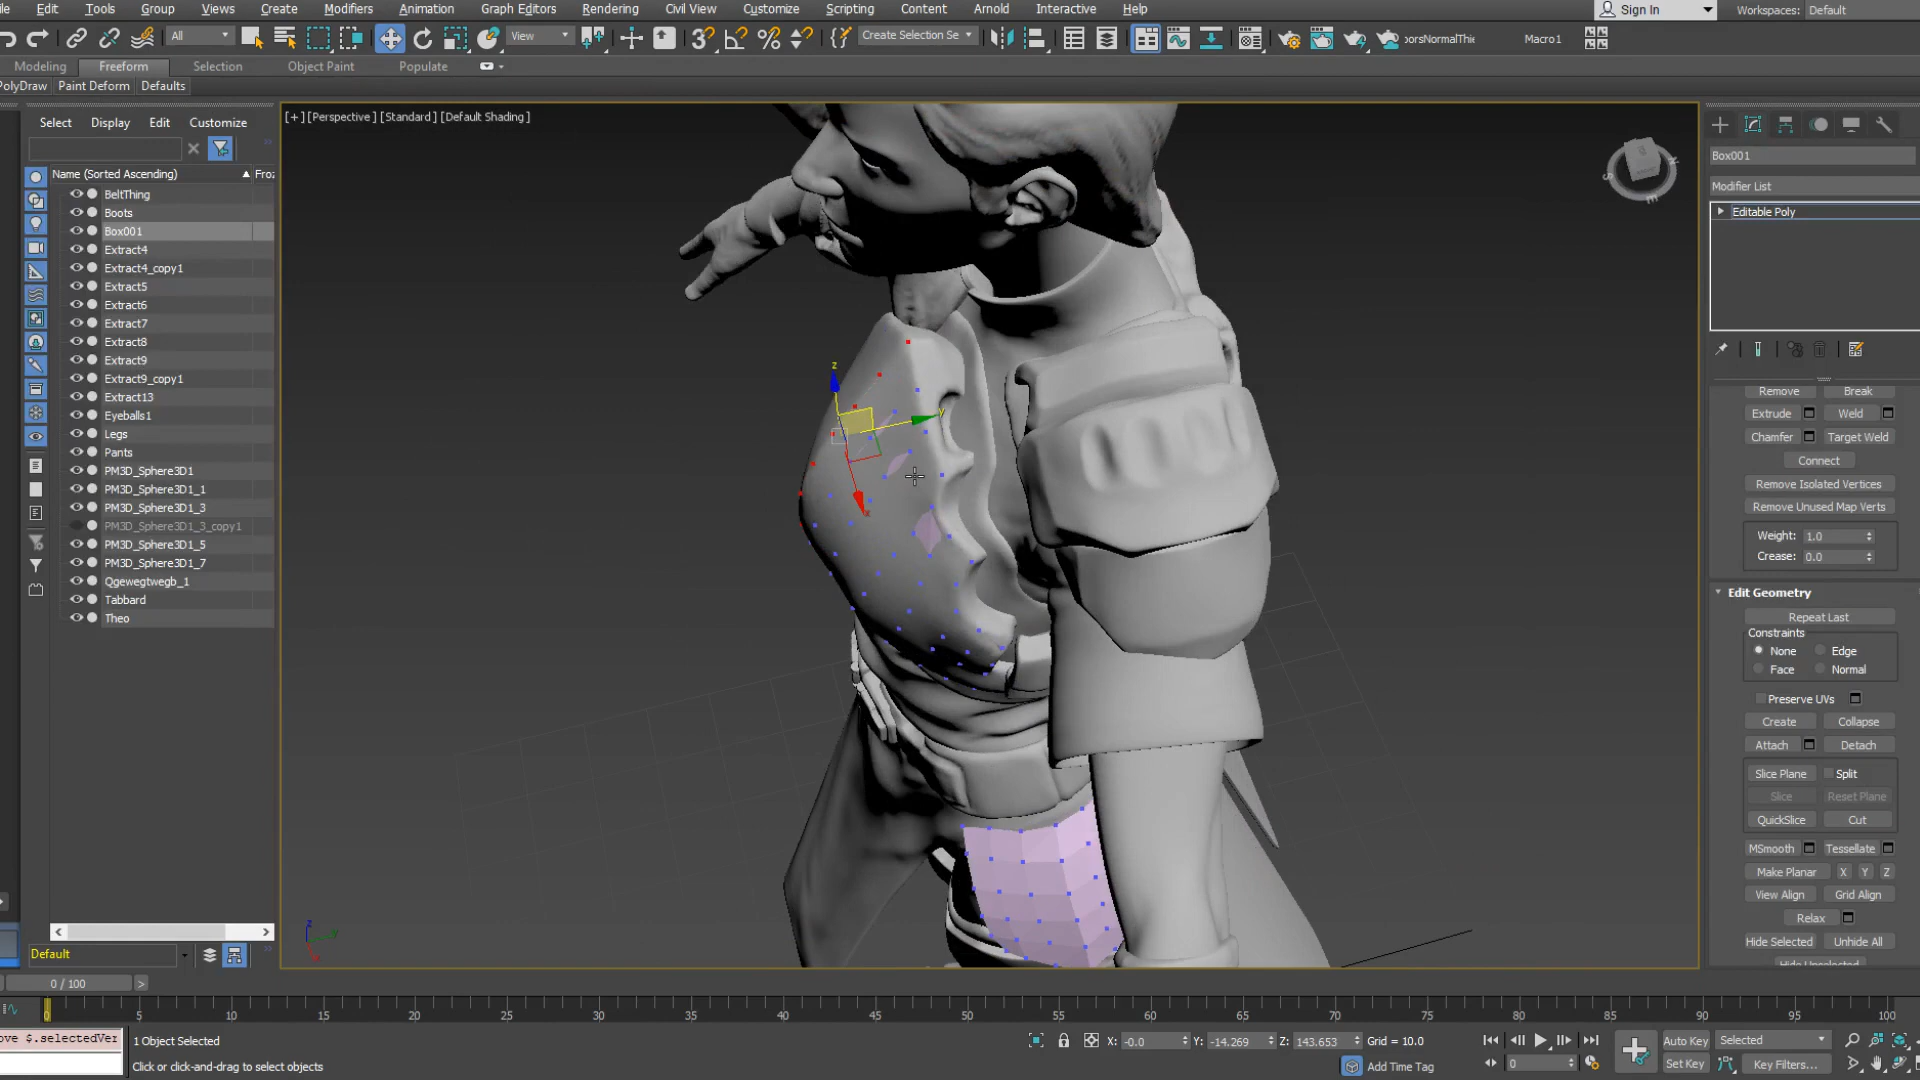 Edit Tools Group Views Create Modifiers Animation Graph Editors Rendering Civil View Customize Scripting Content Arnold Interactive Help Sign In Workspaces: Default
All View Create Selection Se Macro1
Modeling Freeform Selection Object Paint Populate
PolyDraw Paint Deform Defaults
Select Display Edit Customize
Name (Sorted Ascending) Fro
BeltThing
Boots
Box001
Extract4
Extract4_copy1
Extract5
Extract6
Extract7
Extract8
Extract9
Extract9_copy1
Extract13
Eyeballs1
Legs
Pants
PM3D_Sphere3D1
PM3D_Sphere3D1_1
PM3D_Sphere3D1_3
PM3D_Sphere3D1_3_copy1
PM3D_Sphere3D1_5
PM3D_Sphere3D1_7
Qgewegtwegb_1
Tabbard
Theo
Default
[+] [Perspective ] [Standard ] [Default Shading ]
z
y
x
Box001
Modifier List
Editable Poly
Remove Break
Extrude Weld
Chamfer Target Weld
Connect
Remove Isolated Vertices
Remove Unused Map Verts
Weight: 1.0
Crease: 0.0
Edit Geometry
Repeat Last
Constraints
None Edge
Face Normal
Preserve UVs
Create Collapse
Attach Detach
Slice Plane Split
Slice Reset Plane
QuickSlice Cut
MSmooth Tessellate
Make Planar X Y Z
View Align Grid Align
Relax
Hide Selected Unhide All
Hide Unselected
0 / 100
0 5 10 15 20 25 30 35 40 45 50 55 60 65 70 75 80 85 90 95 100
ove $.selectedVer
1 Object Selected
Click or click-and-drag to select objects
X: -0.0 Y: -14.269 Z: 143.653 Grid = 10.0
Add Time Tag
0
Auto Key Selected
Set Key Key Filters...